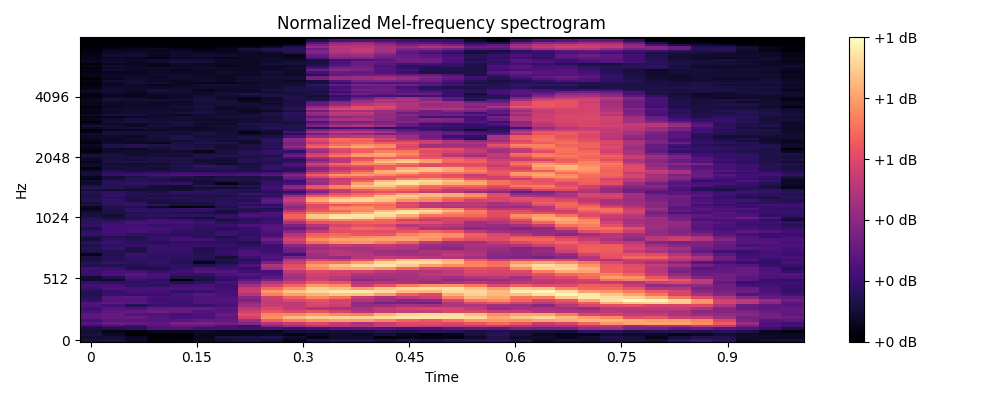 Normalized Mel-frequency spectrogram
Hz
4096
2048
1024
512
0
0
0.15
0.3
0.45
0.6
0.75
0.9
Time
+1 dB
+1 dB
+1 dB
+0 dB
+0 dB
+0 dB